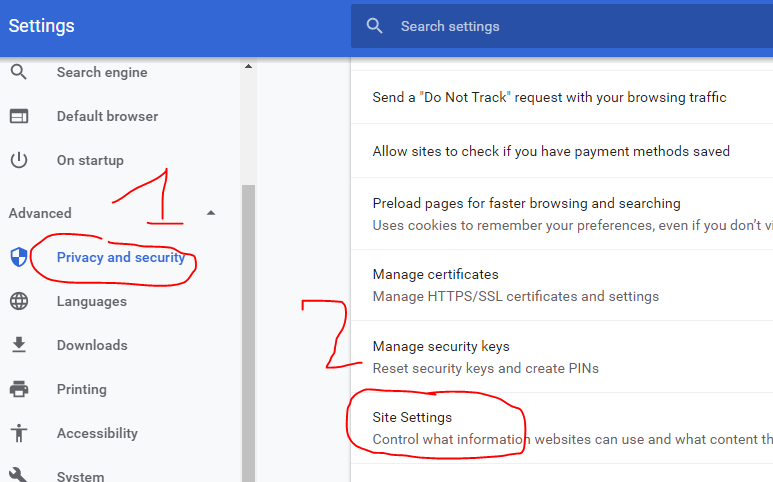 Settings
Search settings
Search engine
Default browser
On startup
Advanced
1
Privacy and security
Languages
Downloads
Printing
Accessibility
System
Send a "Do Not Track" request with your browsing traffic
Allow sites to check if you have payment methods saved
Preload pages for faster browsing and searching
Uses cookies to remember your preferences, even if you don't
Manage certificates
Manage HTTPS/SSL certificates and settings
2
Manage security keys
Reset security keys and create PINs
Site Settings
Control what information websites can use and what content